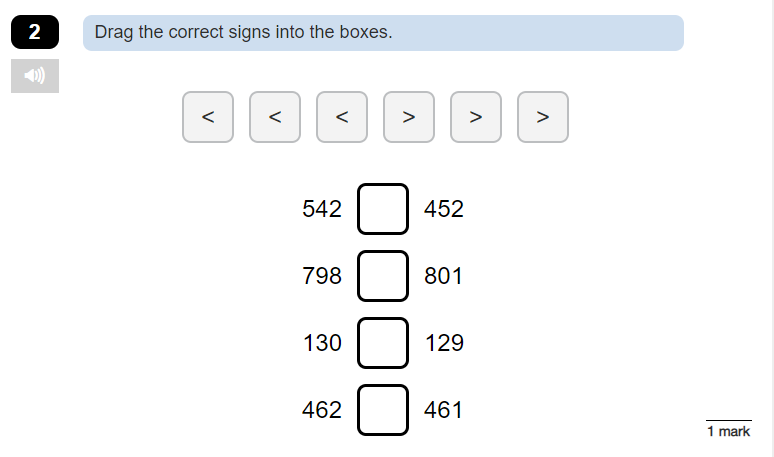 2 Drag the correct signs into the boxes.
< < < > > >
542 452
798 801
130 129
462 461
1 mark